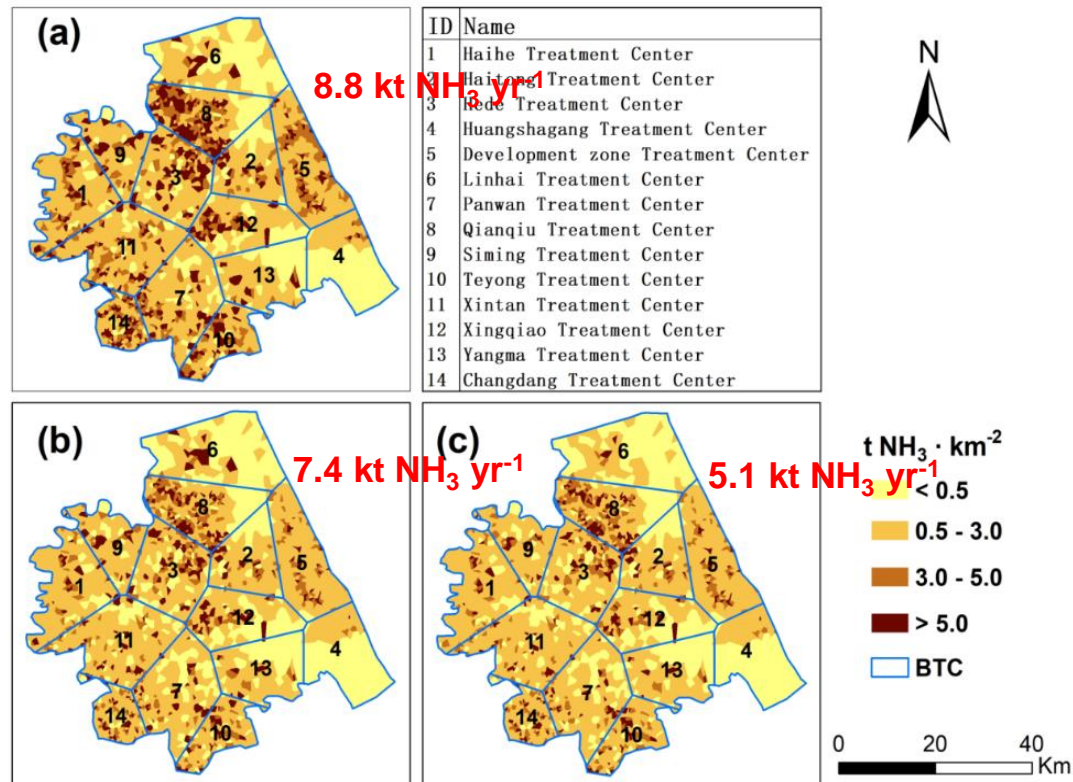 (a)
6
8
9
3
2
5
1
12
11
4
13
7
14
10
8.8 kt NH₃ yr⁻¹
ID Name
1 Haihe Treatment Center
2 Haitong Treatment Center
3 Hede Treatment Center
4 Huangshagang Treatment Center
5 Development zone Treatment Center
6 Linhai Treatment Center
7 Panwan Treatment Center
8 Qianqiu Treatment Center
9 Siming Treatment Center
10 Teyong Treatment Center
11 Xintan Treatment Center
12 Xingqiao Treatment Center
13 Yangma Treatment Center
14 Changdang Treatment Center
N
(b)
6
8
9
3
2
5
1
12
11
4
13
7
14
10
7.4 kt NH₃ yr⁻¹
(c)
6
8
9
3
2
5
1
12
11
4
13
7
14
10
5.1 kt NH₃ yr⁻¹
t NH₃ · km⁻²
< 0.5
0.5 - 3.0
3.0 - 5.0
> 5.0
BTC
0 20 40
Km